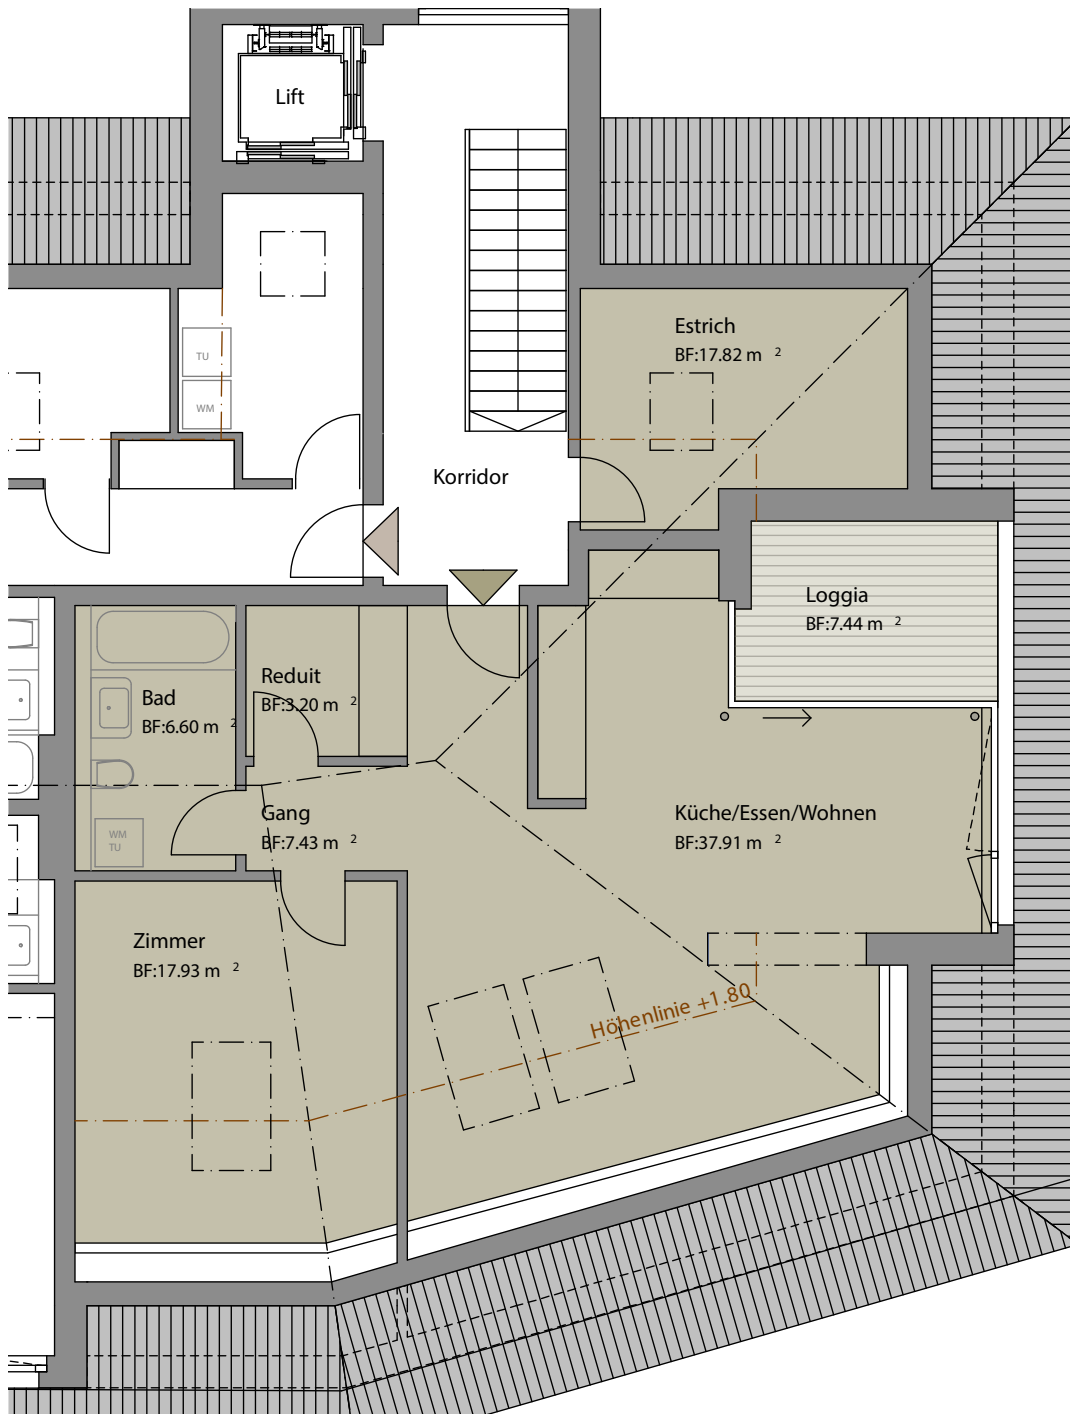 Lift
Estrich
BF:17.82 m 2
TU
WM
Korridor
Loggia
BF:7.44 m 2
Reduit
BF:3.20 m 2
Bad
BF:6.60 m 2
Gang
BF:7.43 m 2
Küche/Essen/Wohnen
BF:37.91 m 2
WM
TU
Zimmer
BF:17.93 m 2
Höhenlinie +1.80